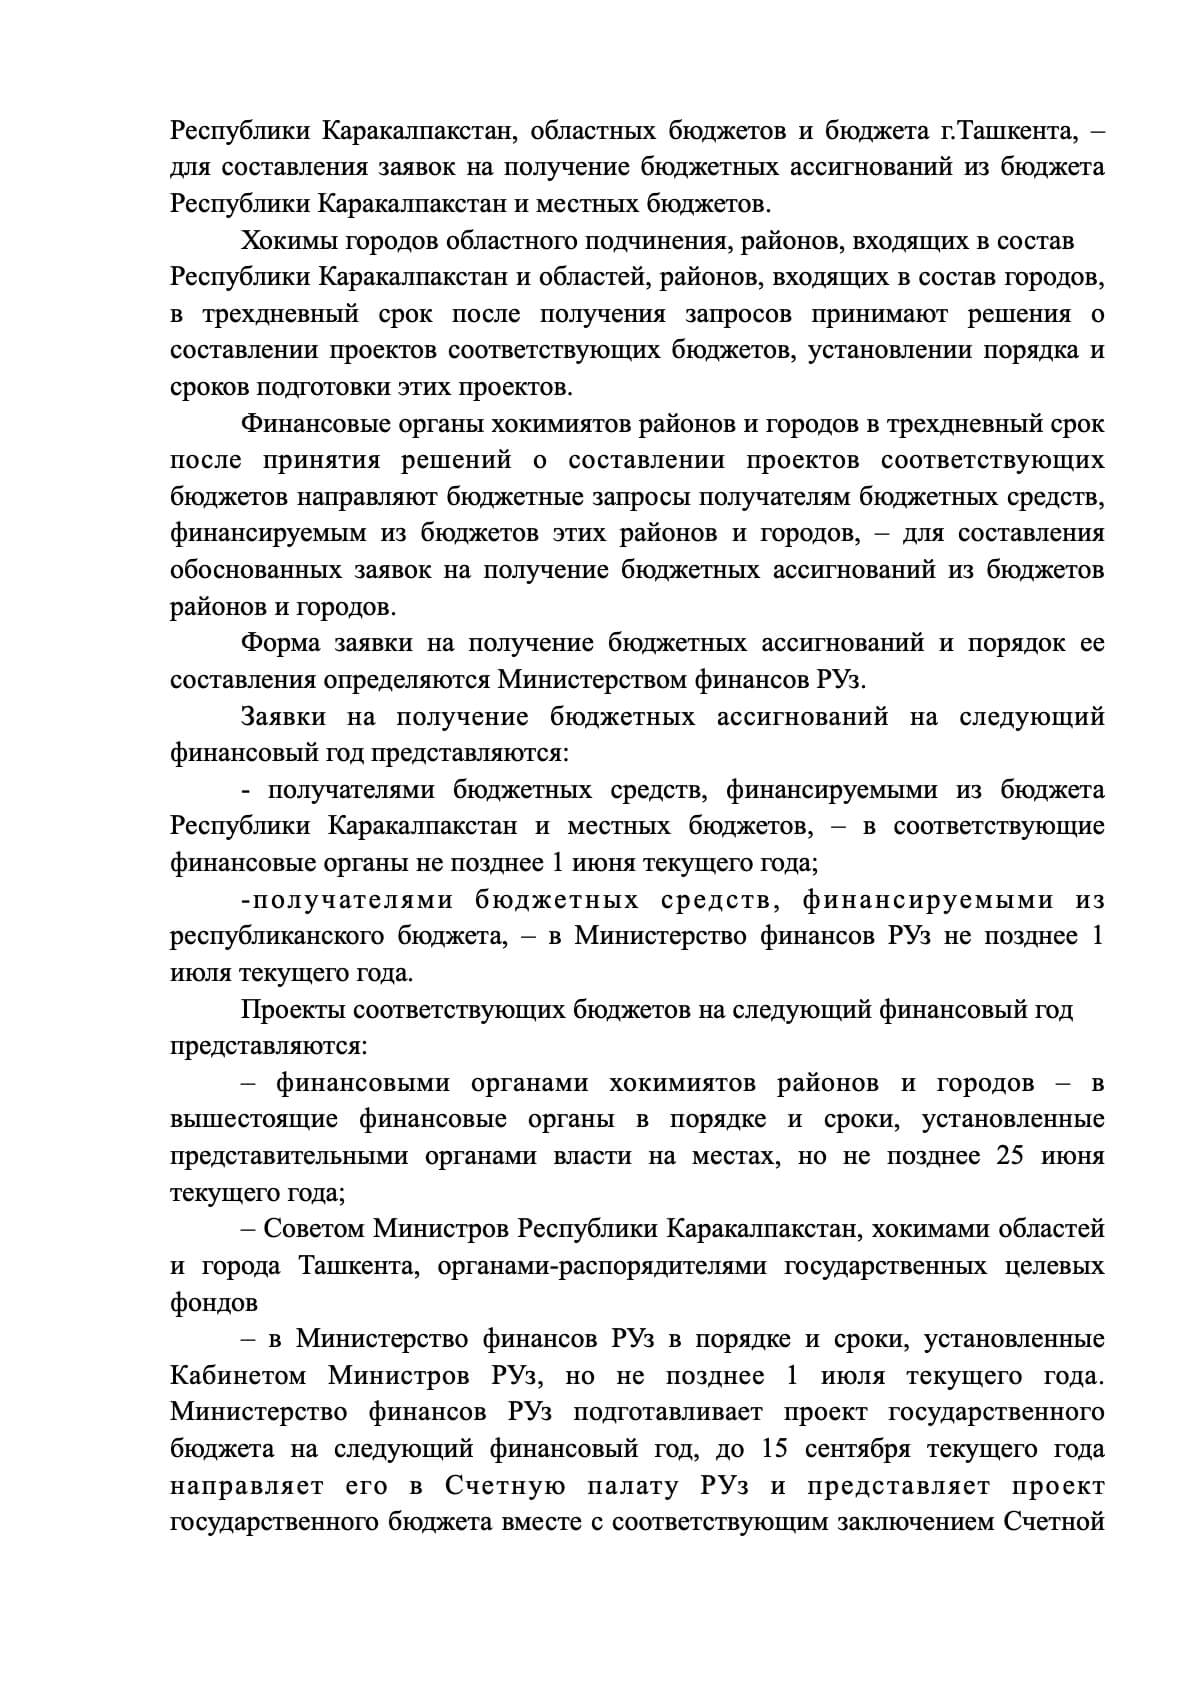 Республики Каракалпакстан, областных бюджетов и бюджета г.Ташкента, –
для составления заявок на получение бюджетных ассигнований из бюджета
Республики Каракалпакстан и местных бюджетов.
Хокимы городов областного подчинения, районов, входящих в состав
Республики Каракалпакстан и областей, районов, входящих в состав городов,
в трехдневный срок после получения запросов принимают решения о
составлении проектов соответствующих бюджетов, установлении порядка и
сроков подготовки этих проектов.
Финансовые органы хокимиятов районов и городов в трехдневный срок
после принятия решений о составлении проектов соответствующих
бюджетов направляют бюджетные запросы получателям бюджетных средств,
финансируемым из бюджетов этих районов и городов, – для составления
обоснованных заявок на получение бюджетных ассигнований из бюджетов
районов и городов.
Форма заявки на получение бюджетных ассигнований и порядок ее
составления определяются Министерством финансов РУз.
Заявки на получение бюджетных ассигнований на следующий
финансовый год представляются:
- получателями бюджетных средств, финансируемыми из бюджета
Республики Каракалпакстан и местных бюджетов, – в соответствующие
финансовые органы не позднее 1 июня текущего года;
-получателями бюджетных средств, финансируемыми из
республиканского бюджета, – в Министерство финансов РУз не позднее 1
июля текущего года.
Проекты соответствующих бюджетов на следующий финансовый год
представляются:
– финансовыми органами хокимиятов районов и городов – в
вышестоящие финансовые органы в порядке и сроки, установленные
представительными органами власти на местах, но не позднее 25 июня
текущего года;
– Советом Министров Республики Каракалпакстан, хокимами областей
и города Ташкента, органами-распорядителями государственных целевых
фондов
– в Министерство финансов РУз в порядке и сроки, установленные
Кабинетом Министров РУз, но не позднее 1 июля текущего года.
Министерство финансов РУз подготавливает проект государственного
бюджета на следующий финансовый год, до 15 сентября текущего года
направляет его в Счетную палату РУз и представляет проект
государственного бюджета вместе с соответствующим заключением Счетной